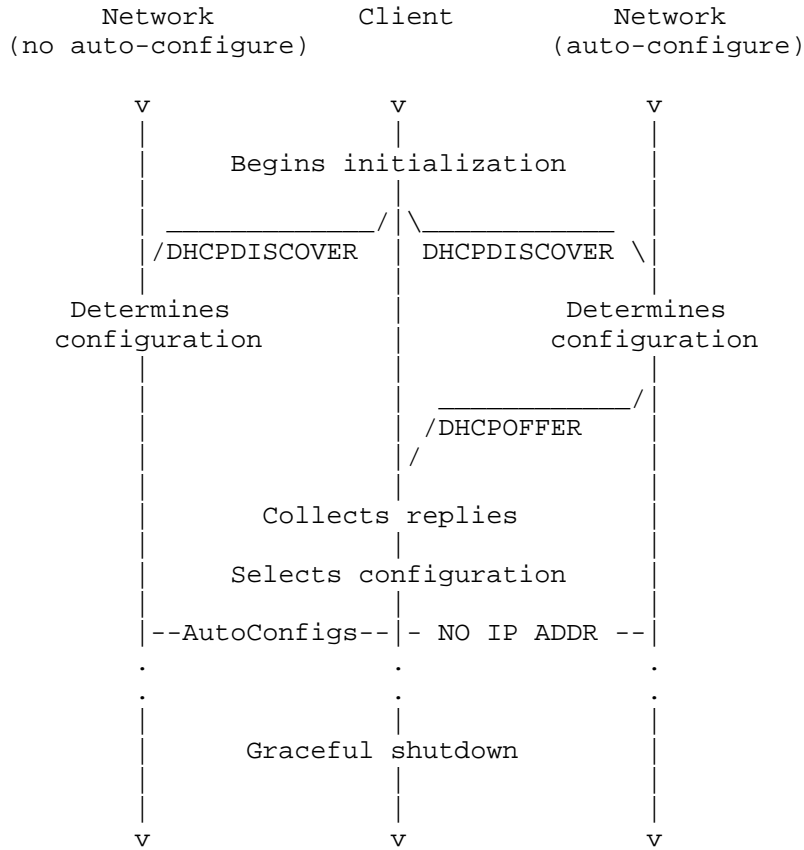 Network Client Network
(no auto-configure) (auto-configure)
v v v
Begins initialization
/DHCPDISCOVER DHCPDISCOVER \
Determines Determines
configuration configuration
/DHCPOFFER
Collects replies
Selects configuration
--AutoConfigs-- - NO IP ADDR --
Graceful shutdown
v v v